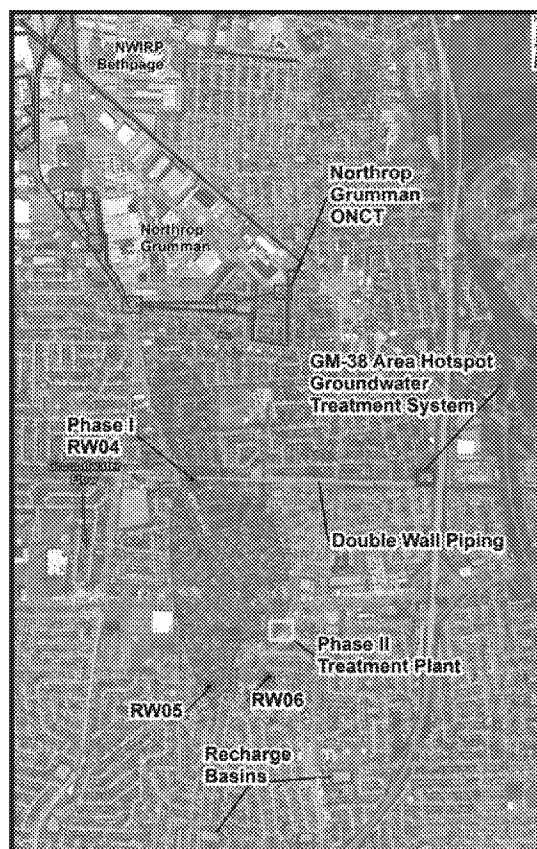 NWIRP
Bethpage
Northrop
Grumman
ONCT
Northrop
Grumman
GM-38 Area Hotspot
Groundwater
Treatment System
Phase I
RW04
Double Wall Piping
Phase II
Treatment Plant
RW05
RW06
Recharge
Basins